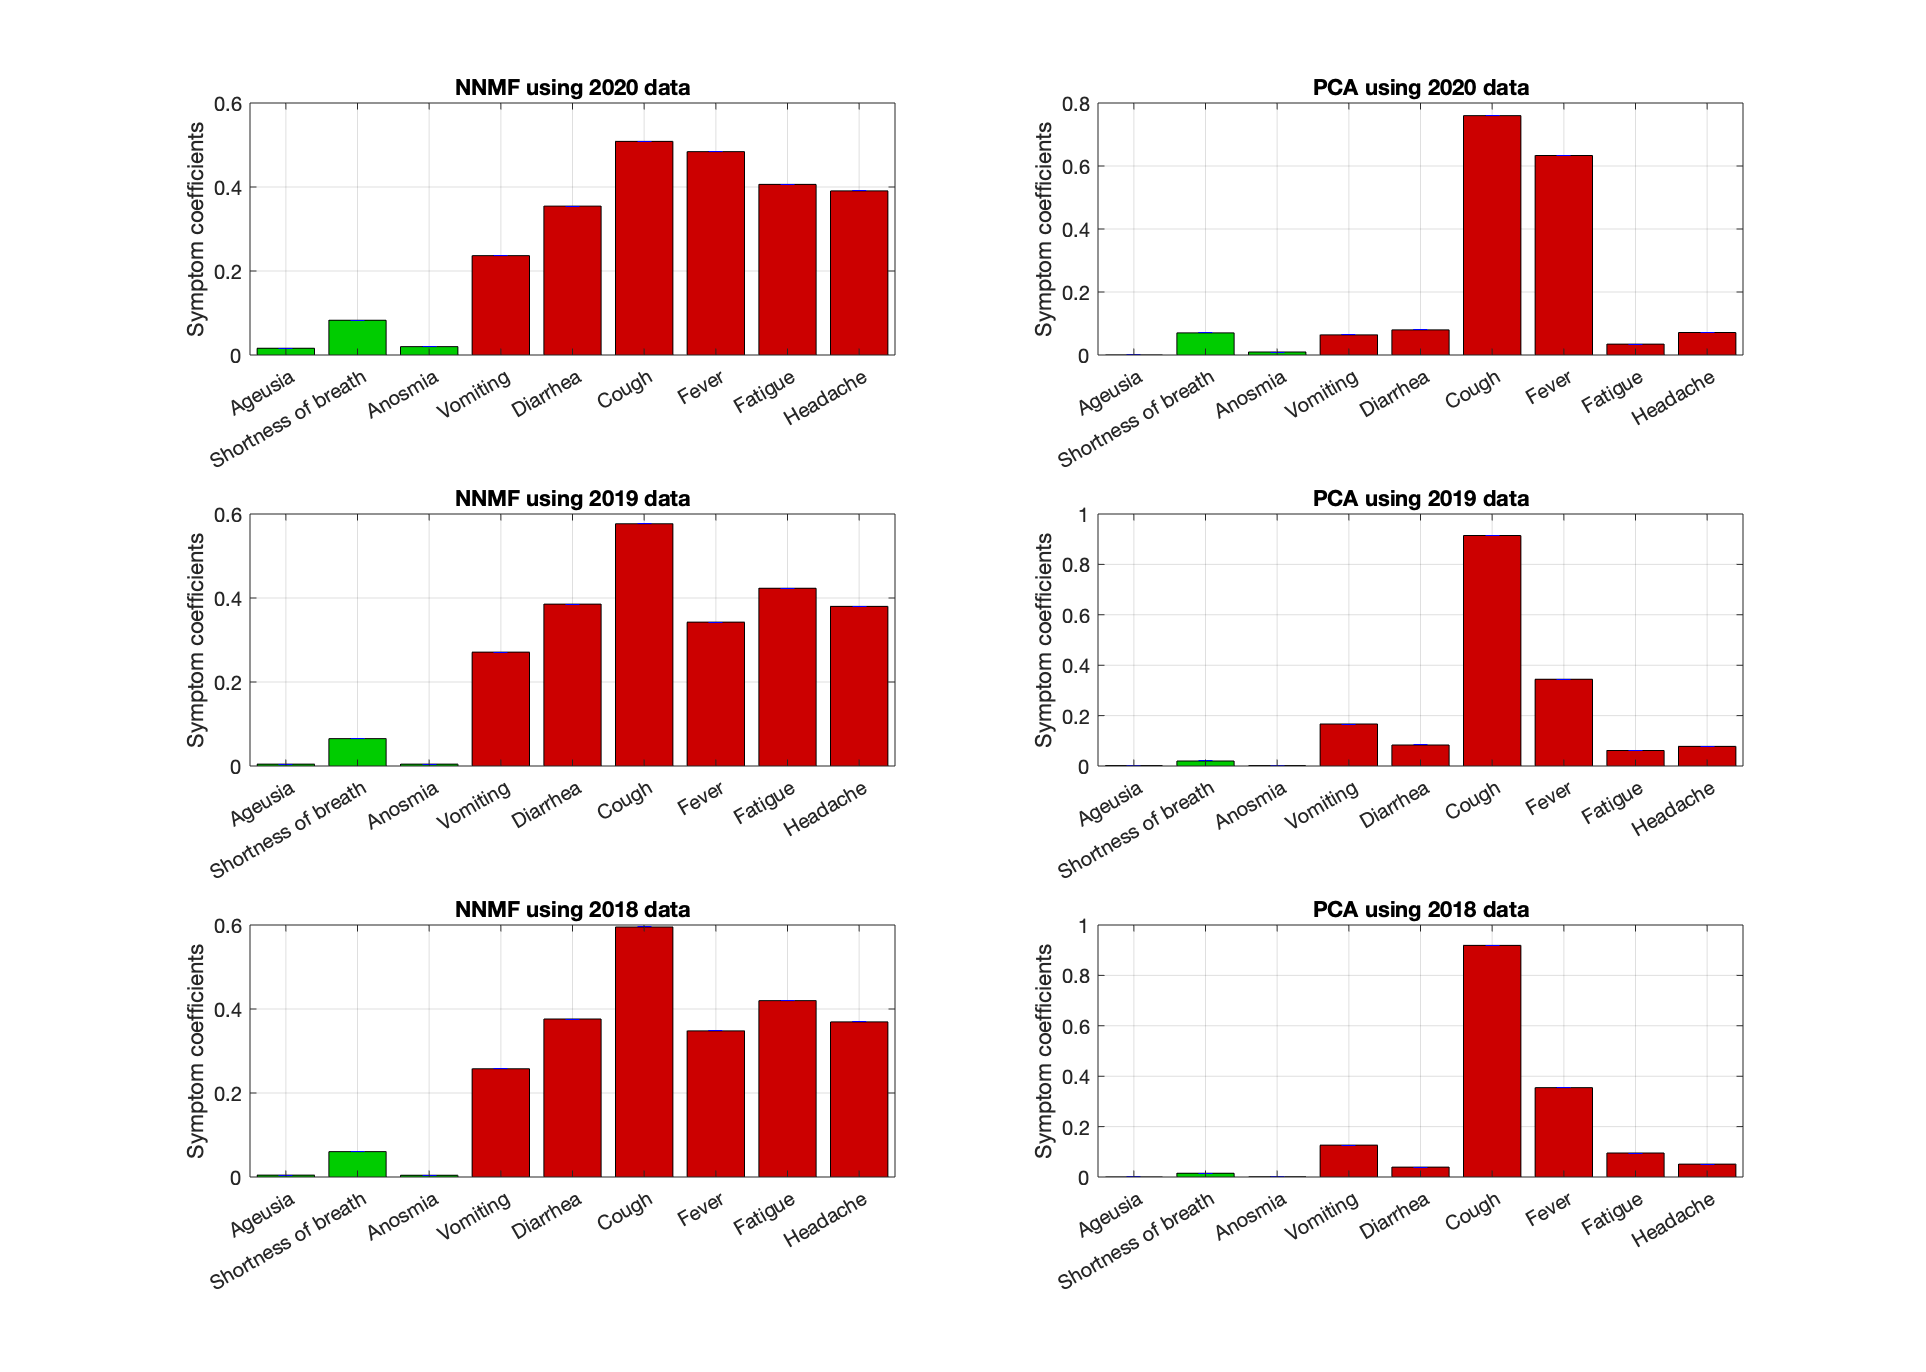 NNMF using 2020 data
Symptom coefficients
0.6
0.4
0.2
0
Ageusia
Shortness of breath
Anosmia
Vomiting
Diarrhea
Cough
Fever
Fatigue
Headache
PCA using 2020 data
Symptom coefficients
0.8
0.6
0.4
0.2
0
Ageusia
Shortness of breath
Anosmia
Vomiting
Diarrhea
Cough
Fever
Fatigue
Headache
NNMF using 2019 data
Symptom coefficients
0.6
0.4
0.2
0
Ageusia
Shortness of breath
Anosmia
Vomiting
Diarrhea
Cough
Fever
Fatigue
Headache
PCA using 2019 data
Symptom coefficients
1
0.8
0.6
0.4
0.2
0
Ageusia
Shortness of breath
Anosmia
Vomiting
Diarrhea
Cough
Fever
Fatigue
Headache
NNMF using 2018 data
Symptom coefficients
0.6
0.4
0.2
0
Ageusia
Shortness of breath
Anosmia
Vomiting
Diarrhea
Cough
Fever
Fatigue
Headache
PCA using 2018 data
Symptom coefficients
1
0.8
0.6
0.4
0.2
0
Ageusia
Shortness of breath
Anosmia
Vomiting
Diarrhea
Cough
Fever
Fatigue
Headache